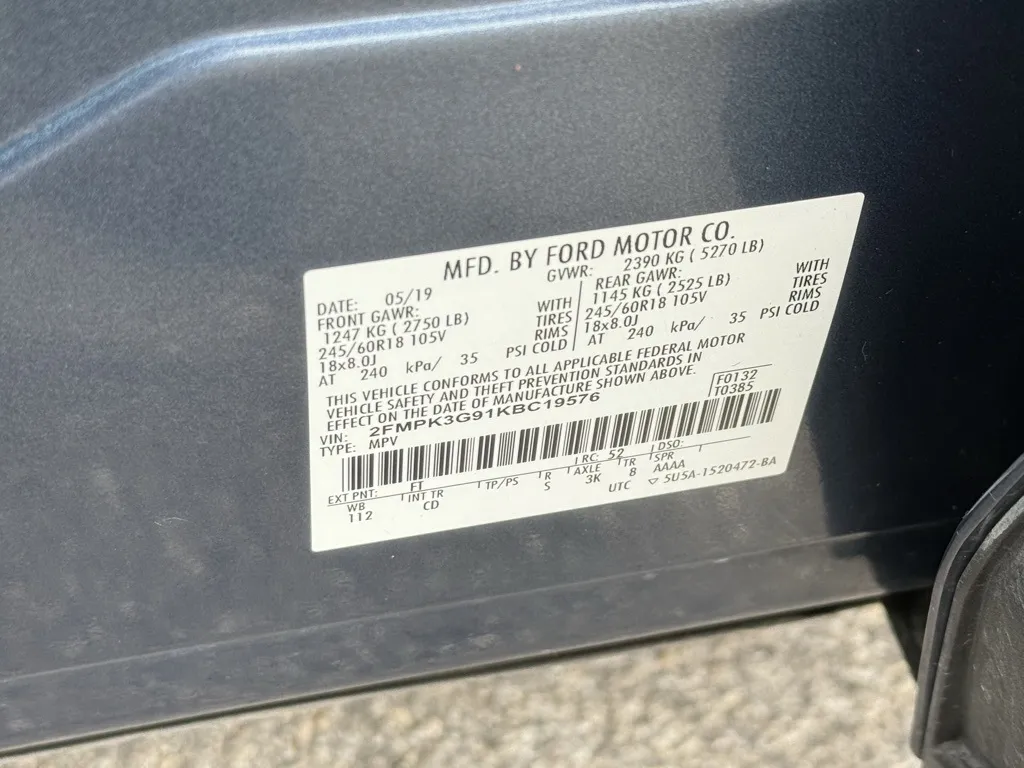 MFD. BY FORD MOTOR CO.
DATE: 05/19 GVWR: 2390 KG ( 5270 LB)
FRONT GAWR: REAR GAWR:
1247 KG ( 2750 LB) WITH 1145 KG ( 2525 LB) WITH
245/60R18 105V TIRES 245/60R18 105V TIRES
18x8.0J RIMS 18x8.0J RIMS
AT 240 kPa/ 35 PSI COLD AT 240 kPa/ 35 PSI COLD
THIS VEHICLE CONFORMS TO ALL APPLICABLE FEDERAL MOTOR
VEHICLE SAFETY AND THEFT PREVENTION STANDARDS IN
EFFECT ON THE DATE OF MANUFACTURE SHOWN ABOVE.
VIN: 2FMPK3G91KBC19576 F0132
TYPE: MPV T0385
EXT PNT: FT RC: 52 DSO:
WB INT TR TP/PS R AXLE TR SPR
112 CD S 3K B AAAA
UTC ▽ 5U5A-1520472-BA